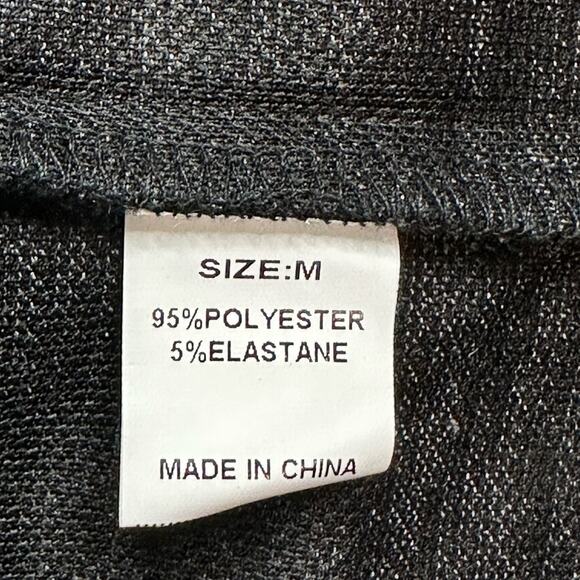 SIZE:M
95%POLYESTER
5%ELASTANE
MADE IN CHINA